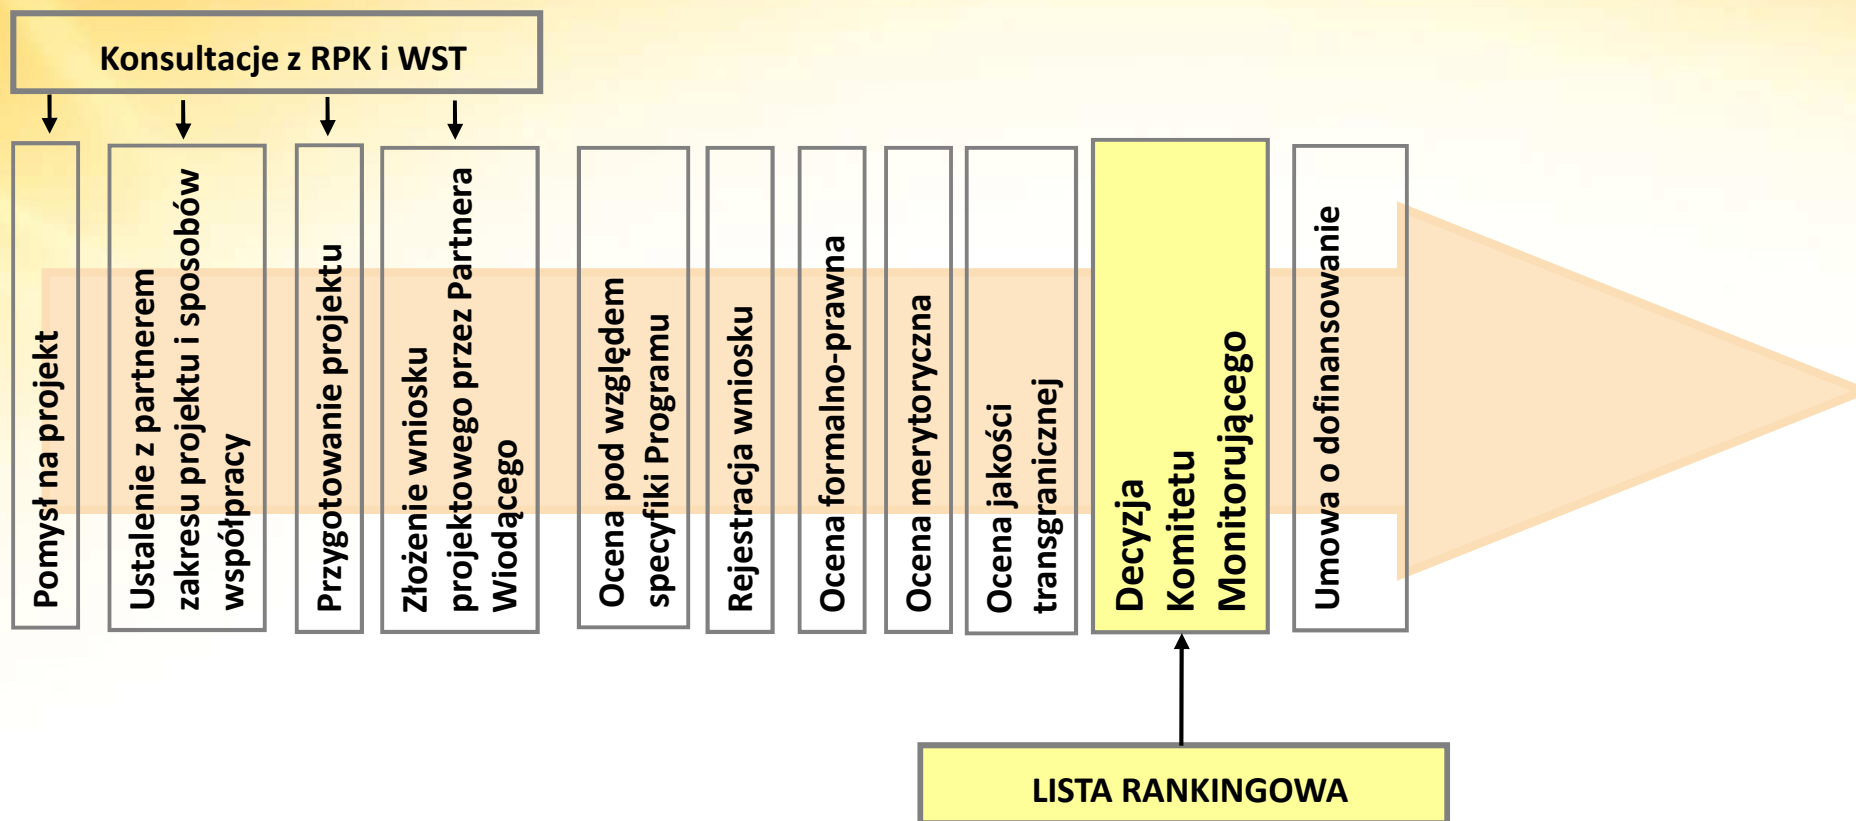 Konsultacje z RPK i WST
Pomysł na projekt
Ustalenie z partnerem
zakresu projektu i sposobów
współpracy
Przygotowanie projektu
Złożenie wniosku
projektowego przez Partnera
Wiodącego
Ocena pod względem
specyfiki Programu
Rejestracja wniosku
Ocena formalno-prawna
Ocena merytoryczna
Ocena jakości
transgranicznej
Decyzja
Komitetu
Monitorującego
Umowa o dofinansowanie
LISTA RANKINGOWA